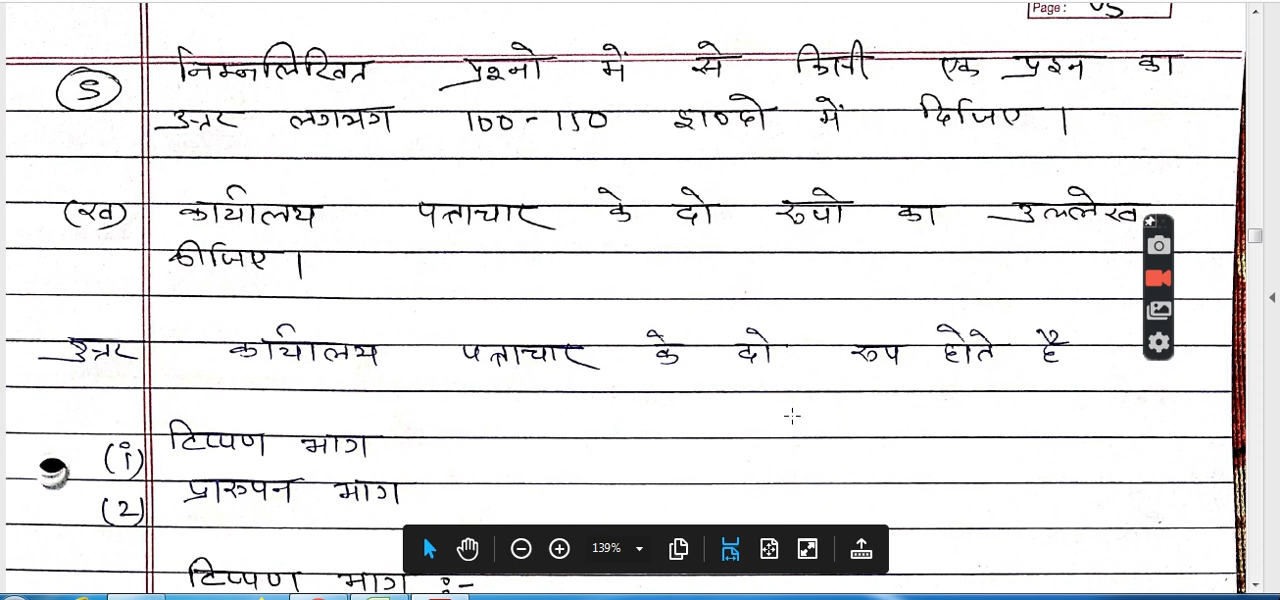 Page: 05
5 निम्नलिखित प्रश्नो में से किसी एक प्रश्न का
उत्तर लगभग 100-150 शब्दो में दिजिए।
(ख) कार्यालय पत्राचार के दो रुपो का उल्लेख
कीजिए।
उत्तर कार्यालय पत्राचार के दो रुप होते है
(i) टिप्पण भाग
(2) प्रारुपन भाग
139%
टिप्पण भाग :-